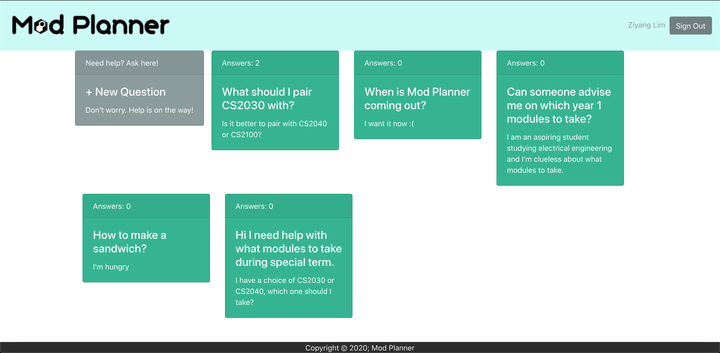 Mod Planner
Ziyang Lim
Sign Out
Need help? Ask here!
+ New Question
Don't worry. Help is on the way!
Answers: 2
What should I pair
CS2030 with?
Is it better to pair with CS2040
or CS2100?
Answers: 0
When is Mod Planner
coming out?
I want it now :(
Answers: 0
Can someone advise
me on which year 1
modules to take?
I am an aspiring student
studying electrical engineering
and I'm clueless about what
modules to take.
Answers: 0
How to make a
sandwich?
I'm hungry
Answers: 0
Hi I need help with
what modules to take
during special term.
I have a choice of CS2030 or
CS2040, which one should I
take?
Copyright © 2020; Mod Planner